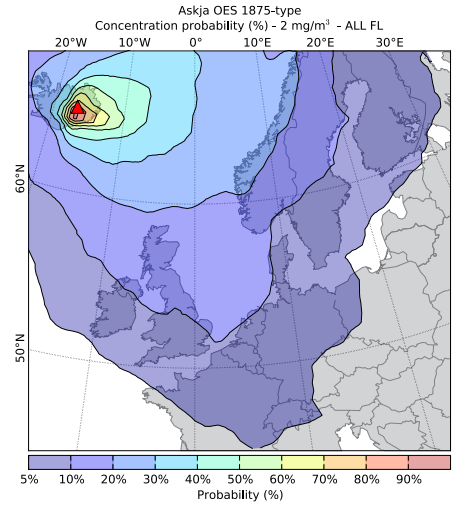 Askja OES 1875-type
Concentration probability (%) - 2 mg/m³ - ALL FL
20°W 10°W 0° 10°E 20°E 30°E
60°N
50°N
5% 10% 20% 30% 40% 50% 60% 70% 80% 90%
Probability (%)